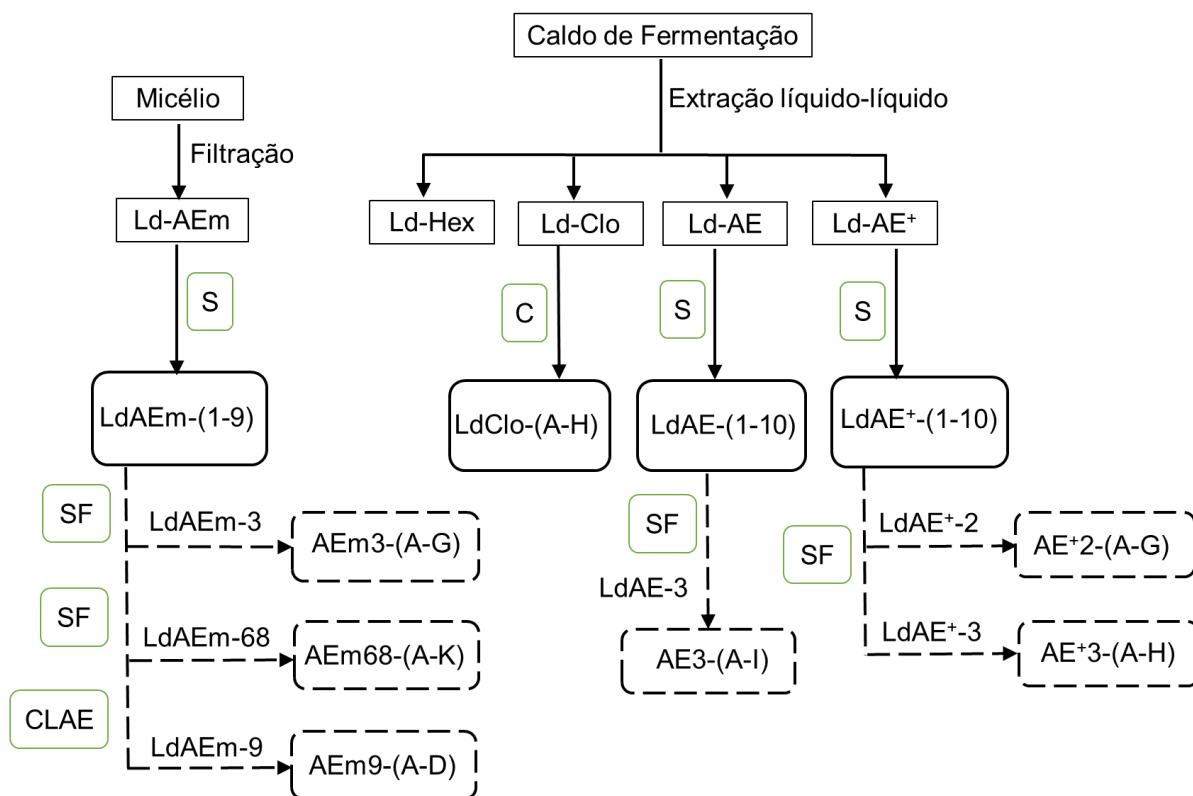 Caldo de Fermentação
Micélio
Extração líquido-líquido
Filtração
Ld-AEm
Ld-Hex
Ld-Clo
Ld-AE
Ld-AE⁺
S
C
S
S
LdAEm-(1-9)
LdClo-(A-H)
LdAE-(1-10)
LdAE⁺-(1-10)
SF
LdAEm-3
AEm3-(A-G)
SF
LdAE-3
SF
LdAE⁺-2
AE⁺2-(A-G)
SF
LdAEm-68
AEm68-(A-K)
AE3-(A-I)
LdAE⁺-3
AE⁺3-(A-H)
CLAE
LdAEm-9
AEm9-(A-D)